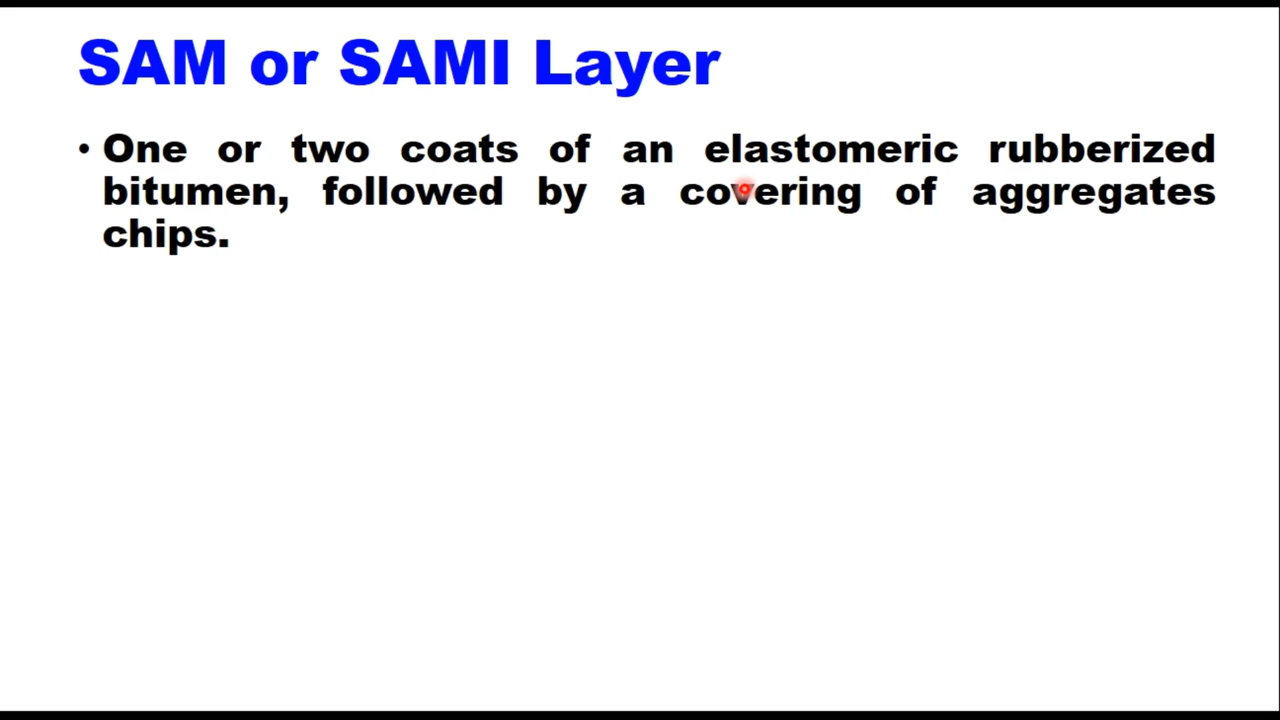 SAM or SAMI Layer
• One or two coats of an elastomeric rubberized
bitumen, followed by a covering of aggregates
chips.